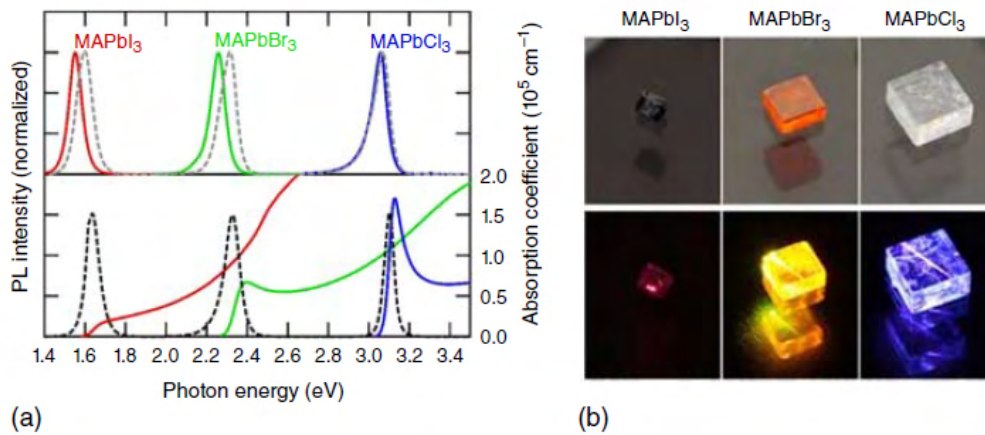 MAPbI₃ MAPbBr₃ MAPbCl₃
PL intensity (normalized)
2.0
1.5
1.0
0.5
0.0
Absorption coefficient (10⁵ cm⁻¹)
1.4 1.6 1.8 2.0 2.2 2.4 2.6 2.8 3.0 3.2 3.4
Photon energy (eV)
(a)
MAPbI₃ MAPbBr₃ MAPbCl₃
(b)